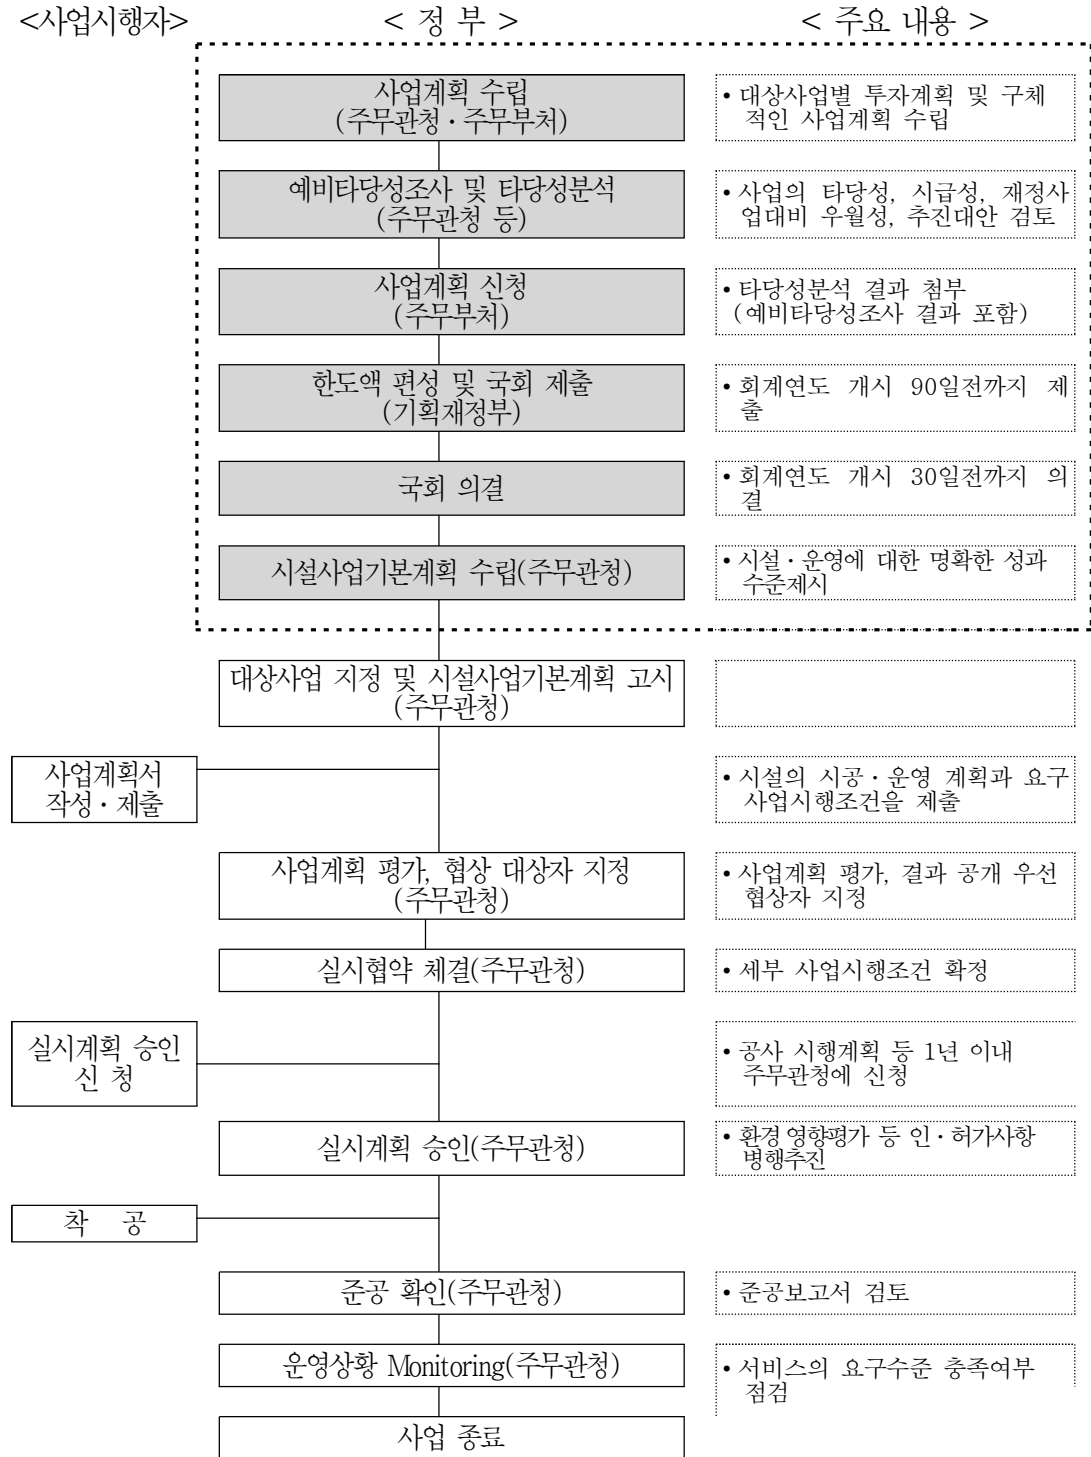 <사업시행자> < 정 부 > < 주요 내용 >
사업계획 수립
(주무관청·주무부처)
• 대상사업별 투자계획 및 구체
적인 사업계획 수립
예비타당성조사 및 타당성분석
(주무관청 등)
• 사업의 타당성, 시급성, 재정사
업대비 우월성, 추진대안 검토
사업계획 신청
(주무부처)
• 타당성분석 결과 첨부
(예비타당성조사 결과 포함)
한도액 편성 및 국회 제출
(기획재정부)
• 회계연도 개시 90일전까지 제
출
국회 의결
• 회계연도 개시 30일전까지 의
결
시설사업기본계획 수립(주무관청)
• 시설·운영에 대한 명확한 성과
수준제시
대상사업 지정 및 시설사업기본계획 고시
(주무관청)
사업계획서
작성·제출
• 시설의 시공·운영 계획과 요구
사업시행조건을 제출
사업계획 평가, 협상 대상자 지정
(주무관청)
• 사업계획 평가, 결과 공개 우선
협상자 지정
실시협약 체결(주무관청)
• 세부 사업시행조건 확정
실시계획 승인
신 청
• 공사 시행계획 등 1년 이내
주무관청에 신청
실시계획 승인(주무관청)
• 환경 영향평가 등 인·허가사항
병행추진
착 공
준공 확인(주무관청)
• 준공보고서 검토
운영상황 Monitoring(주무관청)
• 서비스의 요구수준 충족여부
점검
사업 종료